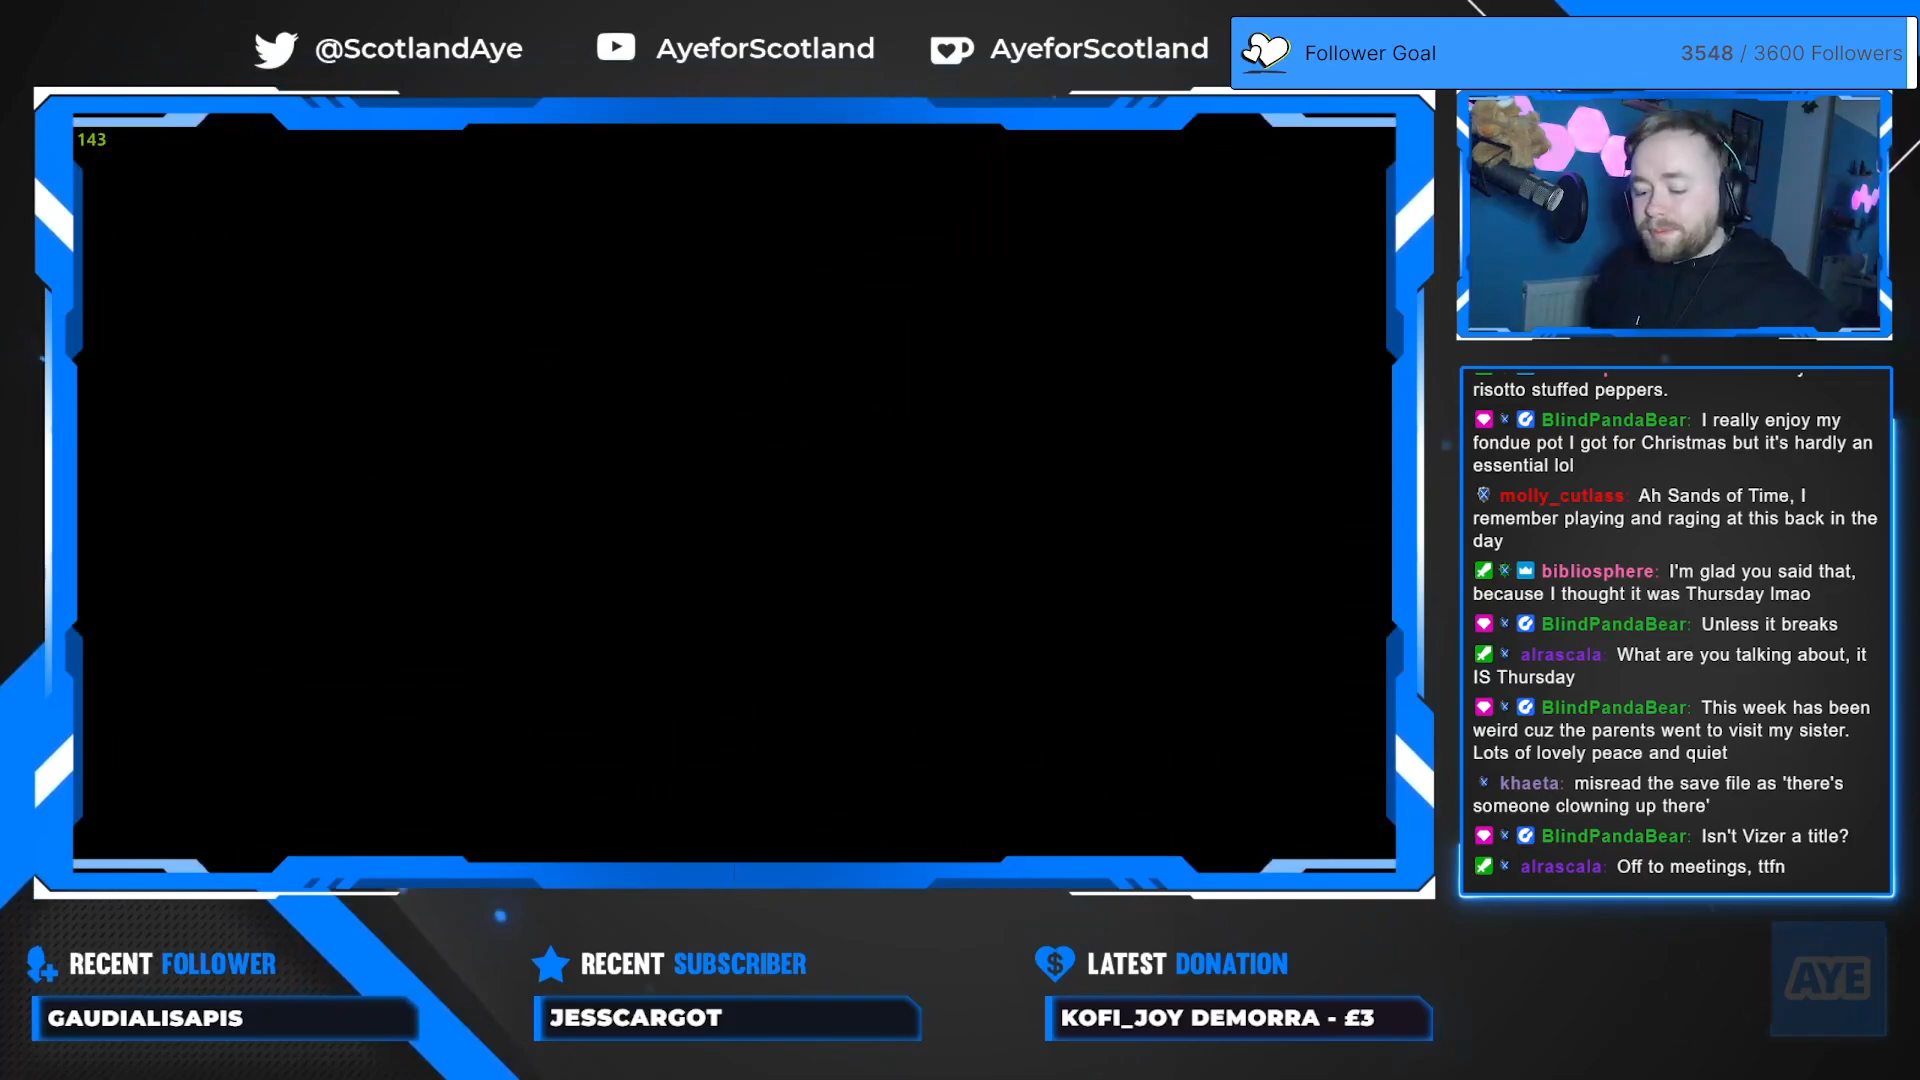 @ScotlandAye
AyeforScotland
AyeforScotland
Follower Goal
3548 / 3600 Followers
143
risotto stuffed peppers.
BlindPandaBear: I really enjoy my
fondue pot I got for Christmas but it's hardly an
essential lol
molly_cutlass: Ah Sands of Time, I
remember playing and raging at this back in the
day
bibliosphere: I'm glad you said that,
because I thought it was Thursday lmao
BlindPandaBear: Unless it breaks
alrascala: What are you talking about, it
IS Thursday
BlindPandaBear: This week has been
weird cuz the parents went to visit my sister.
Lots of lovely peace and quiet
khaeta: misread the save file as 'there's
someone clowning up there'
BlindPandaBear: Isn't Vizer a title?
alrascala: Off to meetings, ttfn
RECENT FOLLOWER
GAUDIALISAPIS
RECENT SUBSCRIBER
JESSCARGOT
LATEST DONATION
KOFI_JOY DEMORRA - £3
AYE